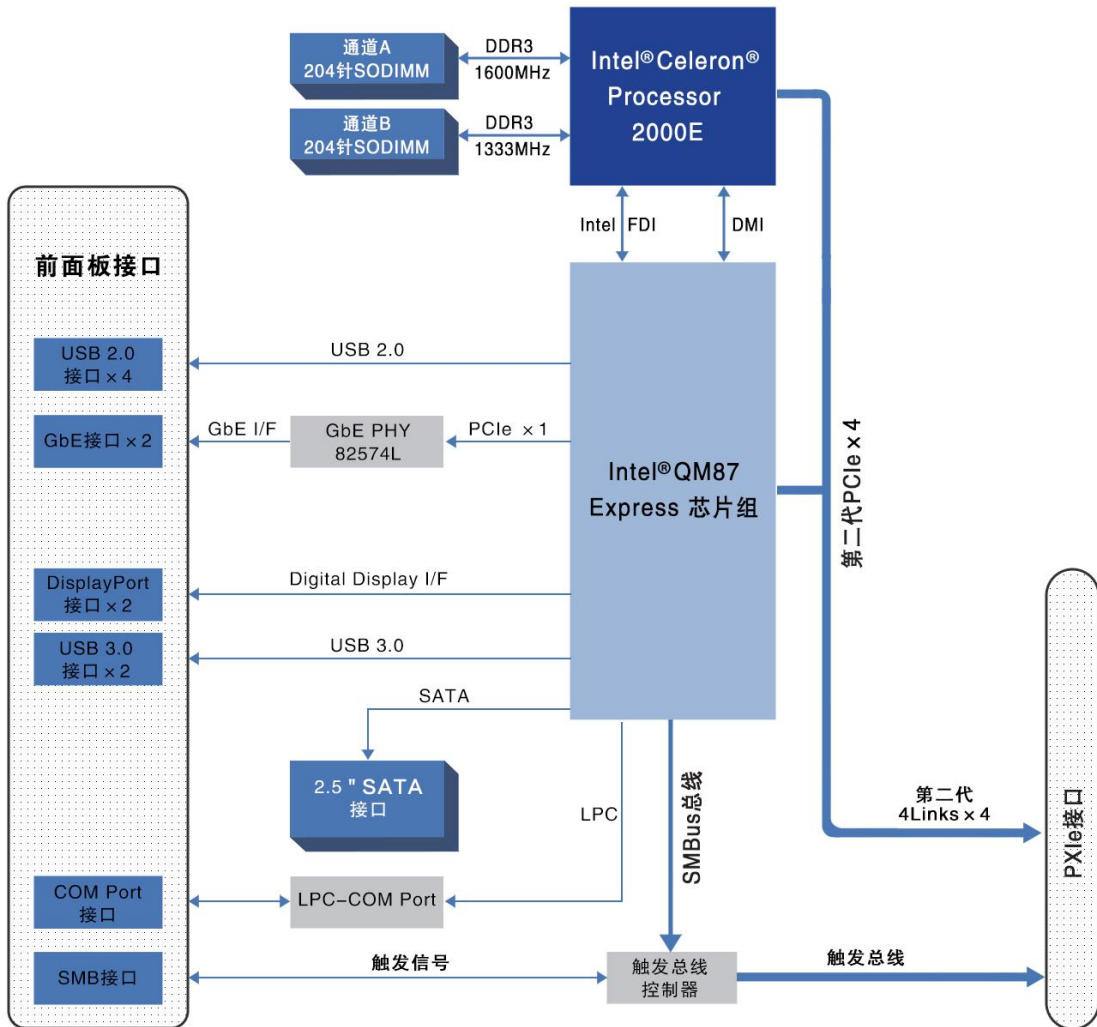 通道A
204针SODIMM
DDR3
1600MHz
通道B
204针SODIMM
DDR3
1333MHz
Intel®Celeron®
Processor
2000E
Intel FDI
DMI
前面板接口
USB 2.0
接口×4
USB 2.0
GbE接口×2
GbE I/F
GbE PHY
82574L
PCIe ×1
Intel®QM87
Express 芯片组
第二代PCIe×4
DisplayPort
接口×2
Digital Display I/F
USB 3.0
接口×2
USB 3.0
SATA
2.5 " SATA
接口
LPC
SMBus总线
第二代
4Links×4
PXIe接口
COM Port
接口
LPC-COM Port
SMB接口
触发信号
触发总线
控制器
触发总线